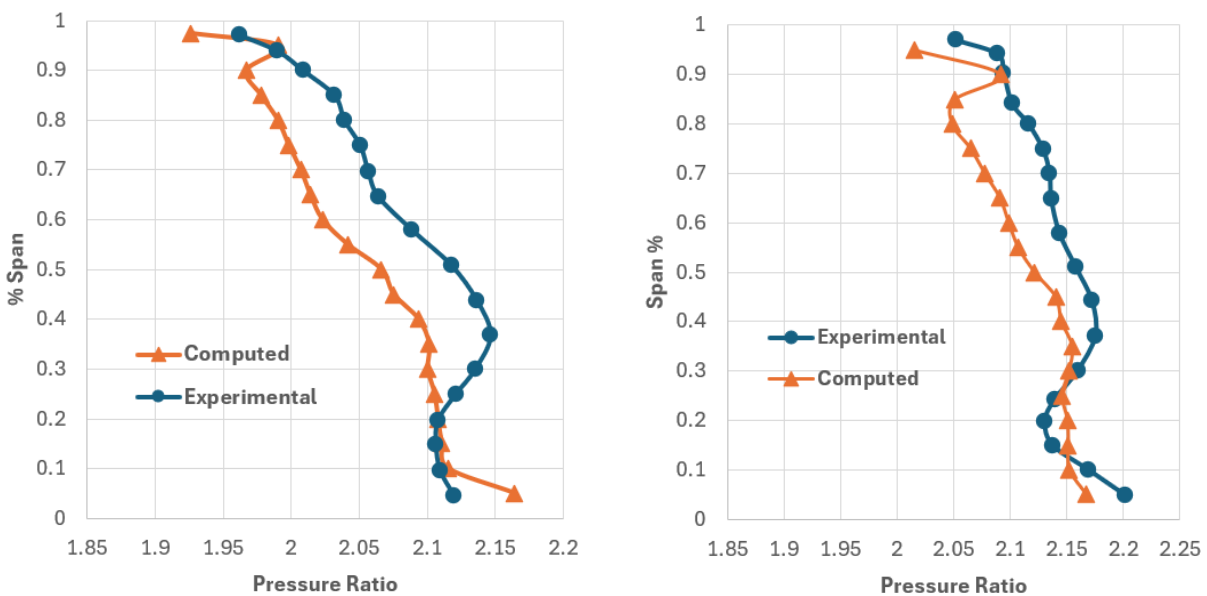 1
0.9
0.8
0.7
0.6
0.5
0.4
0.3
0.2
0.1
0
% Span
Computed
Experimental
1.85 1.9 1.95 2 2.05 2.1 2.15 2.2
Pressure Ratio
1
0.9
0.8
0.7
0.6
0.5
0.4
0.3
0.2
0.1
0
Span %
Experimental
Computed
1.85 1.9 1.95 2 2.05 2.1 2.15 2.2 2.25
Pressure Ratio